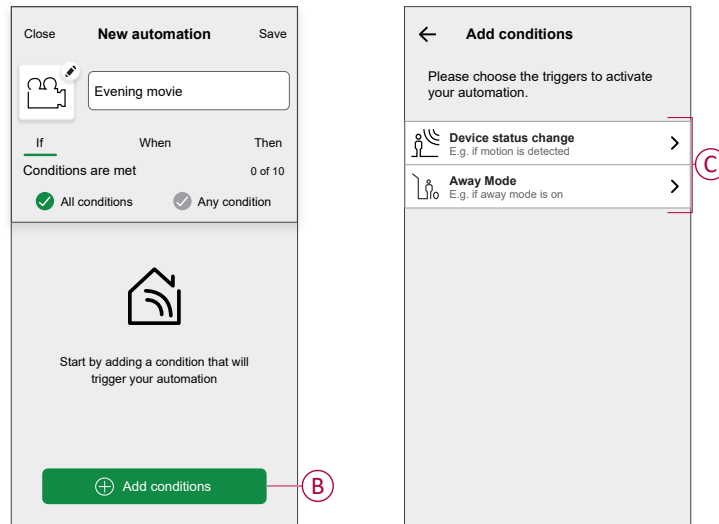 Close New automation Save
Evening movie
If When Then
Conditions are met 0 of 10
All conditions Any condition
Start by adding a condition that will
trigger your automation
Add conditions
B
Add conditions
Please choose the triggers to activate
your automation.
Device status change
E.g. if motion is detected
Away Mode
E.g. if away mode is on
C